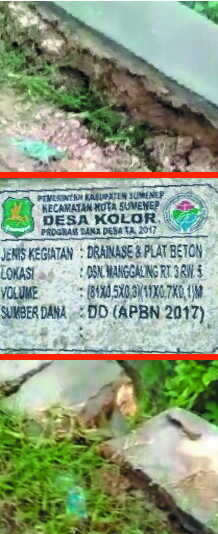 PEMERINTAH KABUPATEN SUMENEP
KECAMATAN KOTA SUMENEP
DESA KOLOR
PROGRAM DANA DESA TA. 2017
JENIS KEGIATAN : DRAINASE & PLAT BETON
LOKASI : DSN. MANGGALING RT. 3 RW. 5
VOLUME : (81X0,5X0,3)(11X0,7X0,1)M
SUMBER DANA : DD (APBN 2017)